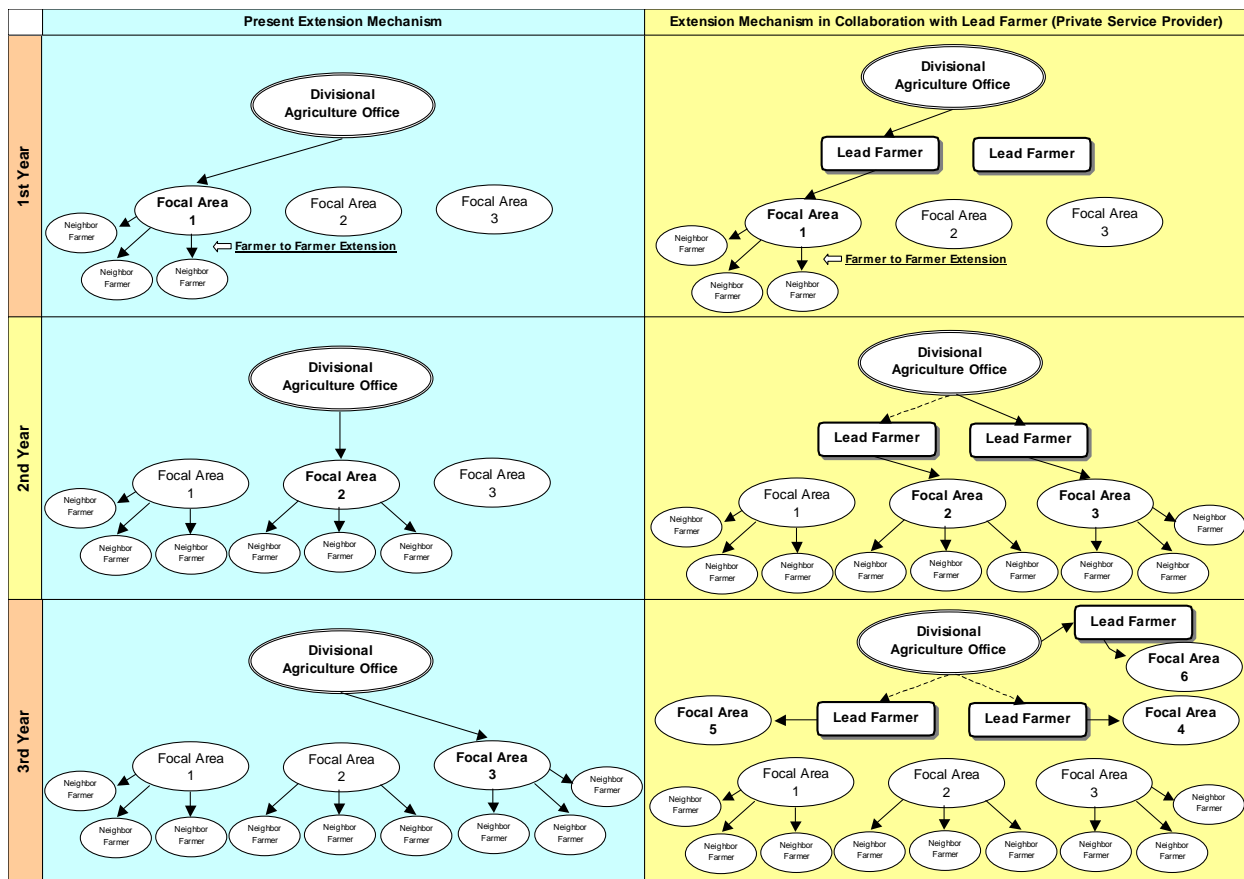 Present Extension Mechanism
Extension Mechanism in Collaboration with Lead Farmer (Private Service Provider)
1st Year
Divisional
Agriculture Office
Focal Area
1
Focal Area
2
Focal Area
3
Neighbor
Farmer
Farmer to Farmer Extension
Neighbor
Farmer
Neighbor
Farmer
Divisional
Agriculture Office
Lead Farmer
Lead Farmer
Focal Area
1
Focal Area
2
Focal Area
3
Neighbor
Farmer
Farmer to Farmer Extension
Neighbor
Farmer
Neighbor
Farmer
2nd Year
Divisional
Agriculture Office
Focal Area
1
Focal Area
2
Focal Area
3
Neighbor
Farmer
Neighbor
Farmer
Neighbor
Farmer
Neighbor
Farmer
Neighbor
Farmer
Neighbor
Farmer
Divisional
Agriculture Office
Lead Farmer
Lead Farmer
Focal Area
1
Focal Area
2
Focal Area
3
Neighbor
Farmer
Neighbor
Farmer
Neighbor
Farmer
Neighbor
Farmer
Neighbor
Farmer
Neighbor
Farmer
Neighbor
Farmer
Neighbor
Farmer
Neighbor
Farmer
3rd Year
Divisional
Agriculture Office
Focal Area
1
Focal Area
2
Focal Area
3
Neighbor
Farmer
Neighbor
Farmer
Neighbor
Farmer
Neighbor
Farmer
Neighbor
Farmer
Neighbor
Farmer
Neighbor
Farmer
Neighbor
Farmer
Neighbor
Farmer
Divisional
Agriculture Office
Lead Farmer
Focal Area
6
Focal Area
5
Lead Farmer
Lead Farmer
Focal Area
4
Focal Area
1
Focal Area
2
Focal Area
3
Neighbor
Farmer
Neighbor
Farmer
Neighbor
Farmer
Neighbor
Farmer
Neighbor
Farmer
Neighbor
Farmer
Neighbor
Farmer
Neighbor
Farmer
Neighbor
Farmer